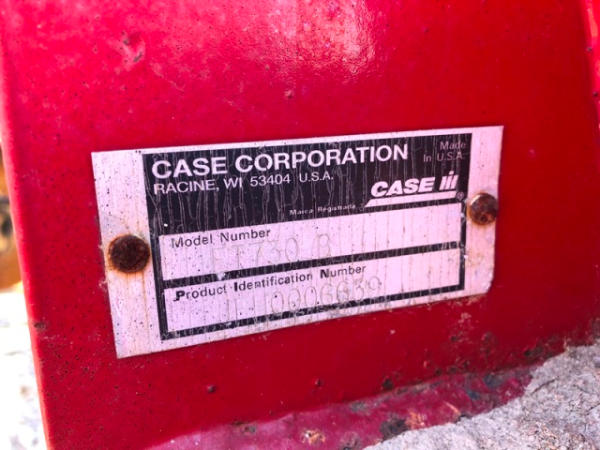 CASE CORPORATION
RACINE, WI 53404 U.S.A.
Made
In U.S.A.
CASE IH
®
Marca Registrada
Model Number
Product Identification Number